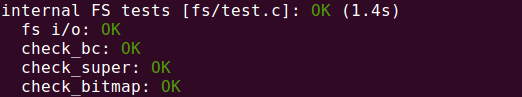 internal FS tests [fs/test.c]: OK (1.4s)
  fs i/o: OK
  check_bc: OK
  check_super: OK
  check_bitmap: OK